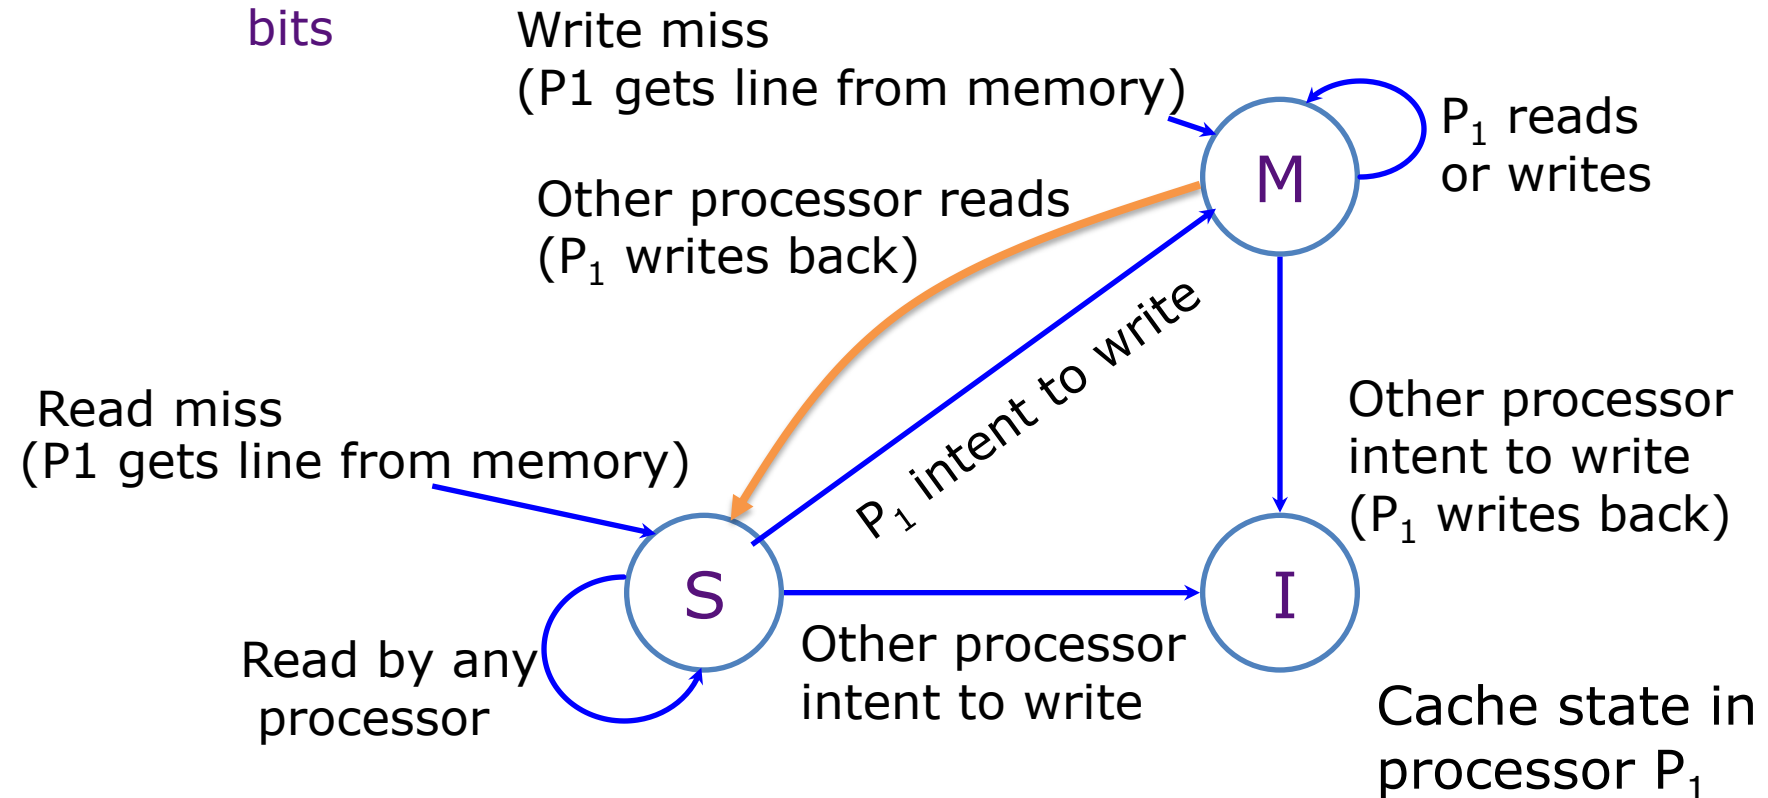 bits
Write miss
(P1 gets line from memory)
P₁ reads
or writes
M
Other processor reads
(P₁ writes back)
P₁ intent to write
Read miss
(P1 gets line from memory)
Other processor
intent to write
(P₁ writes back)
S
I
Read by any
processor
Other processor
intent to write
Cache state in
processor P₁